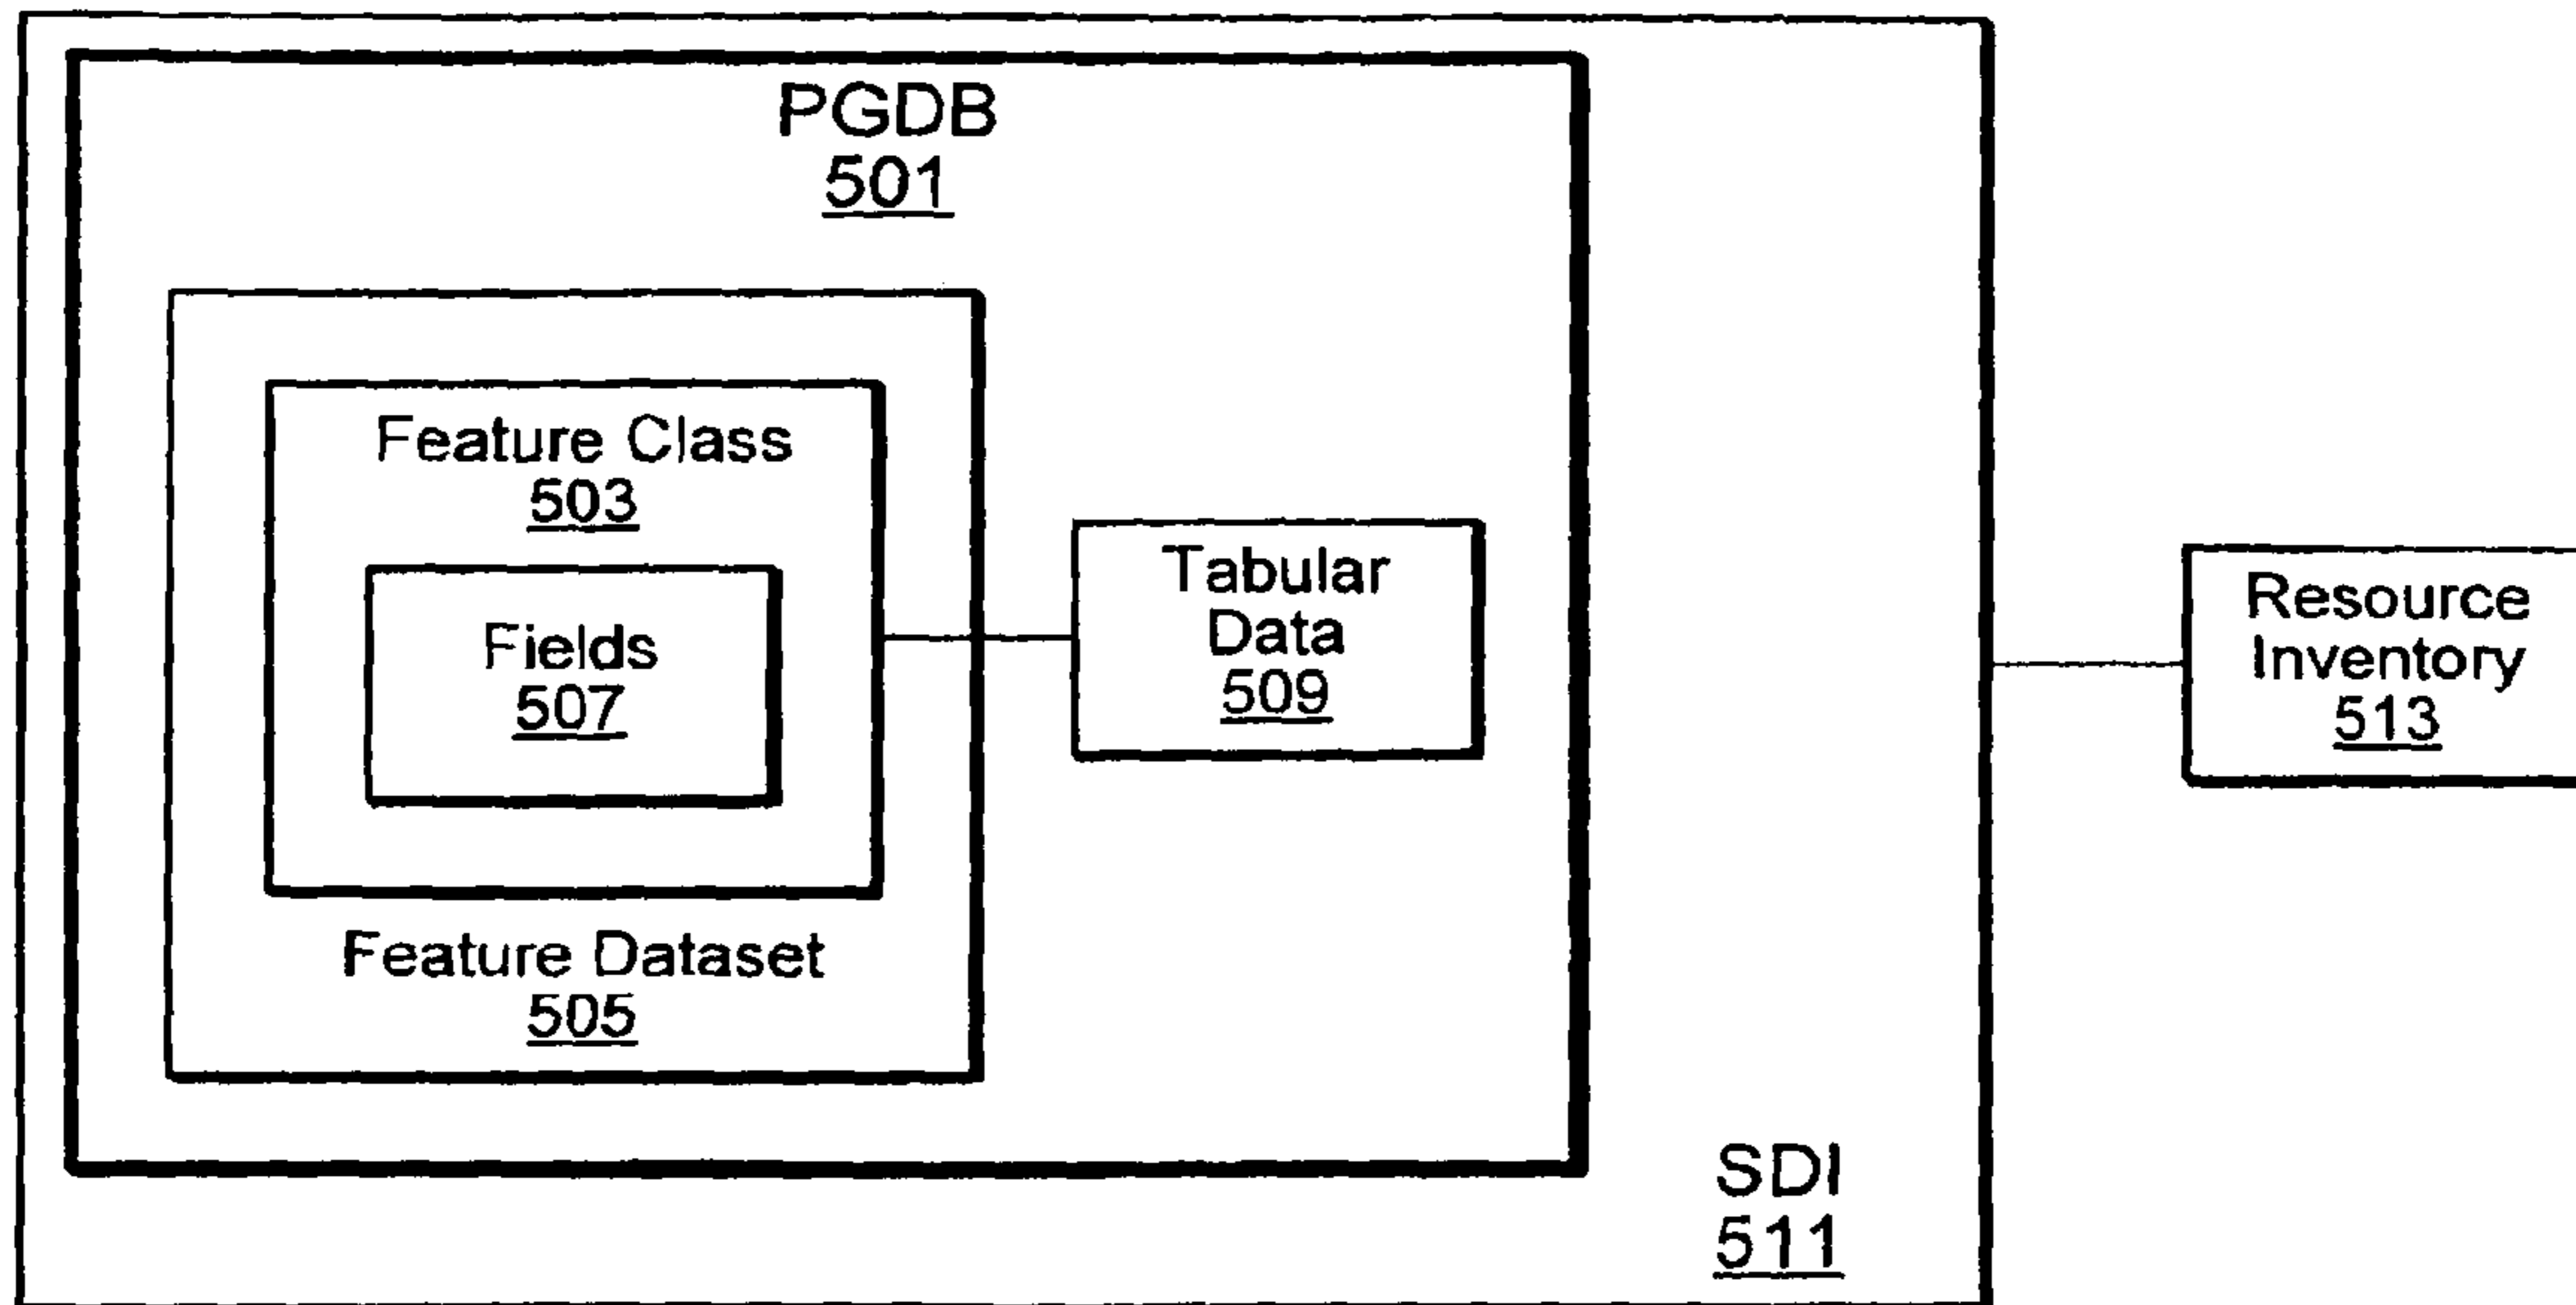 PGDB
501
Feature Class
503
Fields
507
Tabular
Data
509
Resource
Inventory
513
Feature Dataset
505
SDI
511